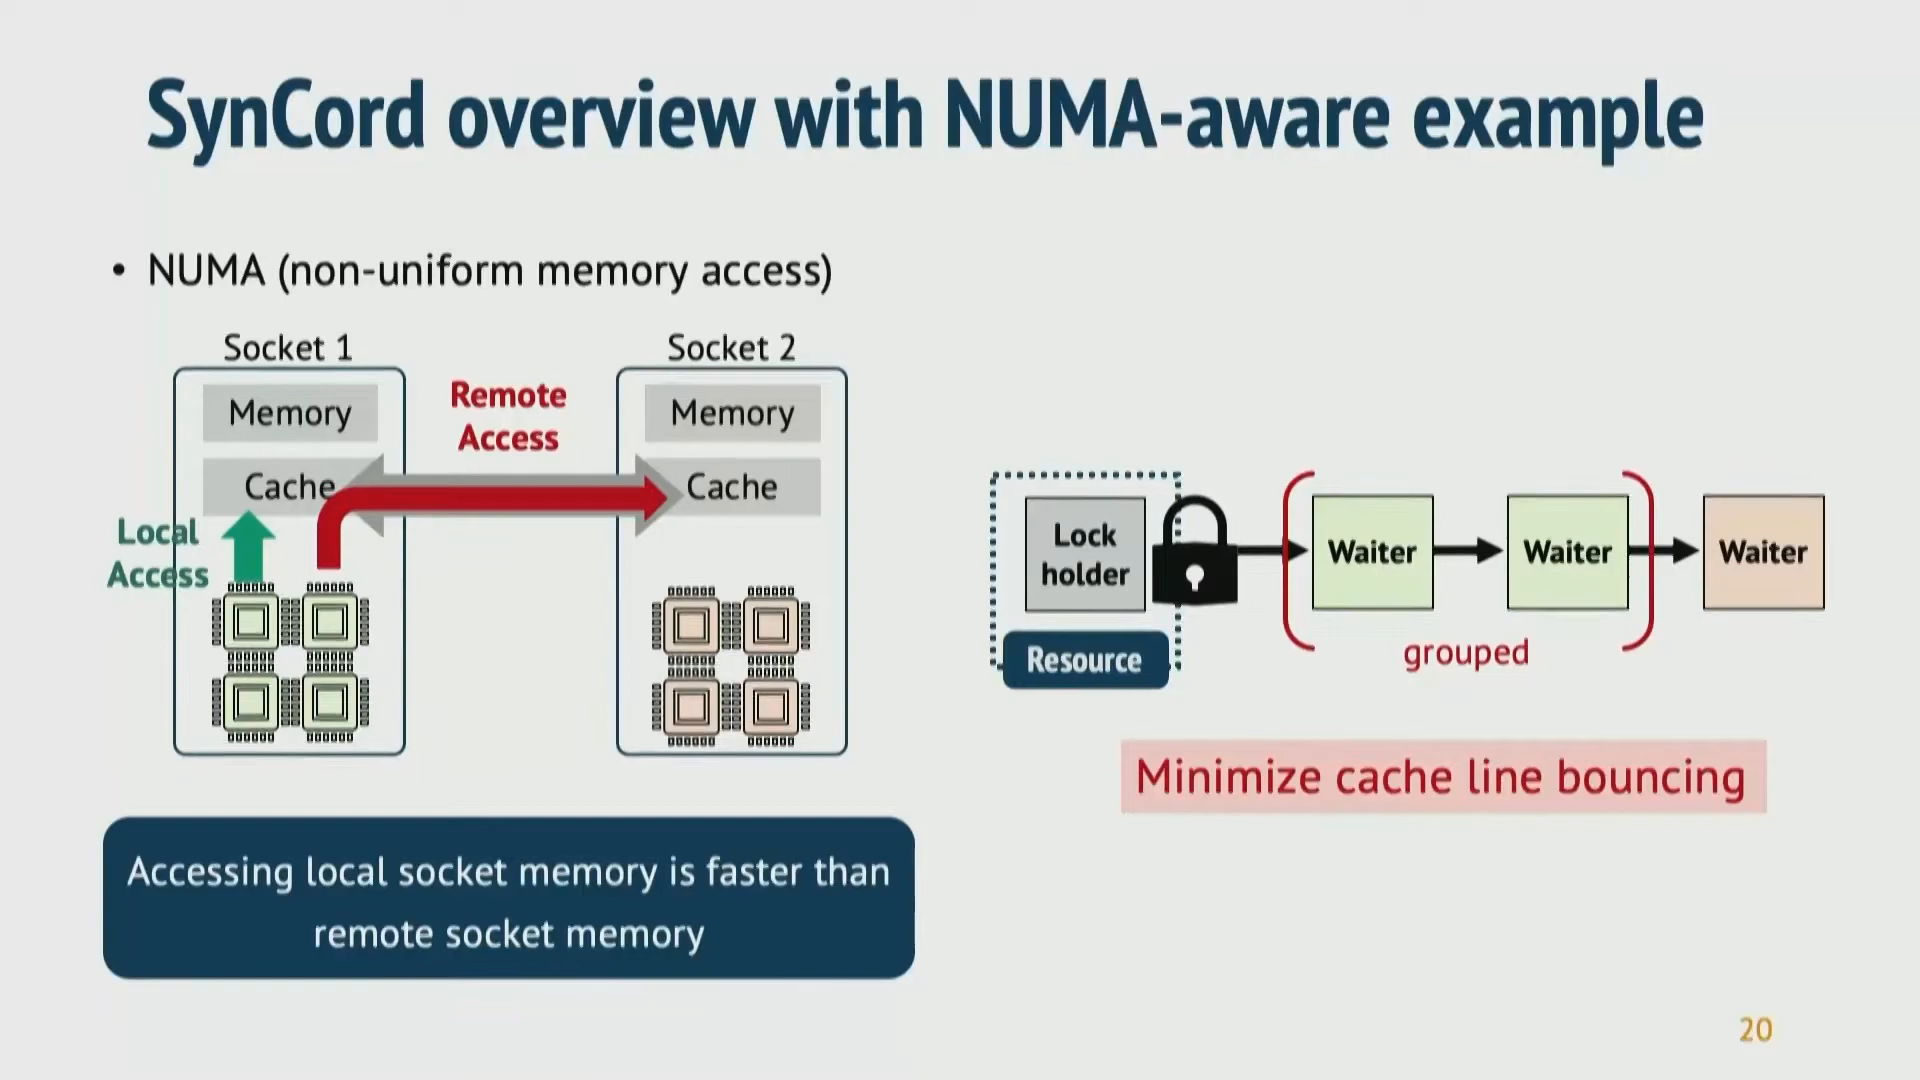 SynCord overview with NUMA-aware example
• NUMA (non-uniform memory access)
Socket 1
Memory
Cache
Local
Access
Remote
Access
Socket 2
Memory
Cache
Accessing local socket memory is faster than
remote socket memory
Lock
holder
Resource
Waiter
Waiter
Waiter
grouped
Minimize cache line bouncing
20